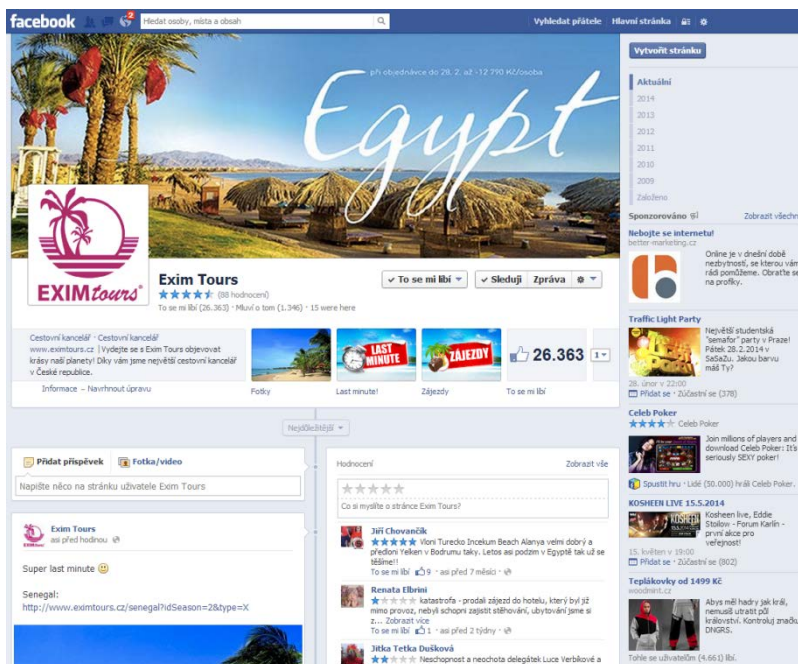 facebook
2
Hledat osoby, místa a obsah
Vyhledat přátele
Hlavní stránka
při objednávce do 28. 2. až -12 790 Kč/osoba
Egypt
EXIMtours
Exim Tours
(88 hodnocení)
To se mi líbí (26.363) · Mluví o tom (1.346) · 15 were here
To se mi líbí
Sleduji
Zpráva
Cestovní kancelář · Cestovní kancelář
www.eximtours.cz | Vydejte se s Exim Tours objevovat
krásy naší planety! Díky vám jsme největší cestovní kancelář
v České republice.
Informace – Navrhnout úpravu
Fotky
LAST
MINUTE
Last minute!
ZÁJEZDY
Zájezdy
26.363
To se mi líbí
1
Nejdůležitější
Přidat příspěvek
Fotka/video
Napište něco na stránku uživatele Exim Tours
Exim Tours
asi před hodinou
Super last minute
Senegal:
http://www.eximtours.cz/senegal?idSeason=2&type=X
Hodnocení
Zobrazit vše
Co si myslíte o stránce Exim Tours?
Jiří Chovančík
Vloni Turecko Incekum Beach Alanya velmi dobrý a
předloni Yelken v Bodrumu taky. Letos asi podzim v Egyptě tak už se
těšíme!!
To se mi líbí · 9 · asi před 7 měsíci ·
Renata Elbrini
katastrofa - prodali zájezd do hotelu, který byl již
mimo provoz, nebyli schopni zajistit stěhování, ubytování jsme si
z... Zobrazit více
To se mi líbí · 1 · asi před 2 týdny ·
Jitka Tetka Dušková
Neschopnost a neochota delegátek Luce Verbíkové a
Vytvořit stránku
Aktuální
2014
2013
2012
2011
2010
2009
Založeno
Sponzorováno
Zobrazit všechn
Nebojte se internetu!
better-marketing.cz
Online je v dnešní době
nezbytností, se kterou vám
rádi pomůžeme. Obraťte se
na profíky.
Traffic Light Party
Největší studentská
"semafor" party v Praze!
Pátek 28.2.2014 v
SaSaZu. Jakou barvu
máš Ty?
28. únor v 22:00
Přidat se · Zúčastní se (378)
Celeb Poker
Celeb Poker
Join millions of players and
download Celeb Poker: It's
seriously SEXY poker!
Spustit hru · Lidé (50.000) hráli Celeb Poker.
KOSHEEN LIVE 15.5.2014
KOSHEEN
Kosheen live, Eddie
Stoilow - Forum Karlín -
první akce pro
veřejnost!
15. květen v 19:00
Přidat se · Zúčastní se (802)
Teplákovky od 1499 Kč
woodmint.cz
Abys měl hadry jak král,
nemusíš utratit půl
království. Kontroluj značku
DNGRS.
Tohle se uživatelům (4.661) líbí.